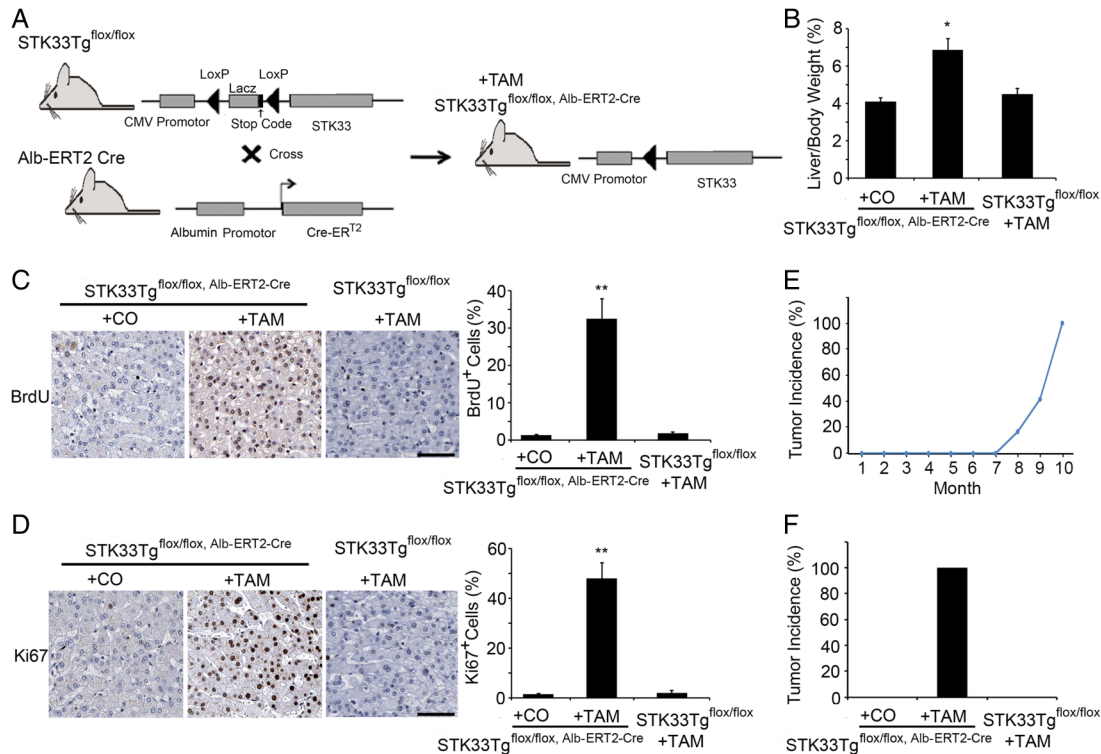 A
STK33Tg^flox/flox
LoxP LoxP
Lacz
CMV Promotor Stop Code STK33
Alb-ERT2 Cre
Cross
Albumin Promotor Cre-ER^T2
+TAM
STK33Tg^flox/flox, Alb-ERT2-Cre
CMV Promotor STK33
B
Liver/Body Weight (%)
8
6
4
2
0
*
+CO +TAM STK33Tg^flox/flox
STK33Tg^flox/flox, Alb-ERT2-Cre +TAM
C
STK33Tg^flox/flox, Alb-ERT2-Cre STK33Tg^flox/flox
+CO +TAM +TAM
BrdU
BrdU^+Cells (%)
40
30
20
10
0
**
+CO +TAM STK33Tg^flox/flox
STK33Tg^flox/flox, Alb-ERT2-Cre +TAM
E
Tumor Incidence (%)
100
80
60
40
20
0
1 2 3 4 5 6 7 8 9 10
Month
D
STK33Tg^flox/flox, Alb-ERT2-Cre STK33Tg^flox/flox
+CO +TAM +TAM
Ki67
Ki67^+Cells (%)
60
40
20
0
**
+CO +TAM STK33Tg^flox/flox
STK33Tg^flox/flox, Alb-ERT2-Cre +TAM
F
Tumor Incidence (%)
100
80
60
40
20
0
+CO +TAM STK33Tg^flox/flox
STK33Tg^flox/flox, Alb-ERT2-Cre +TAM